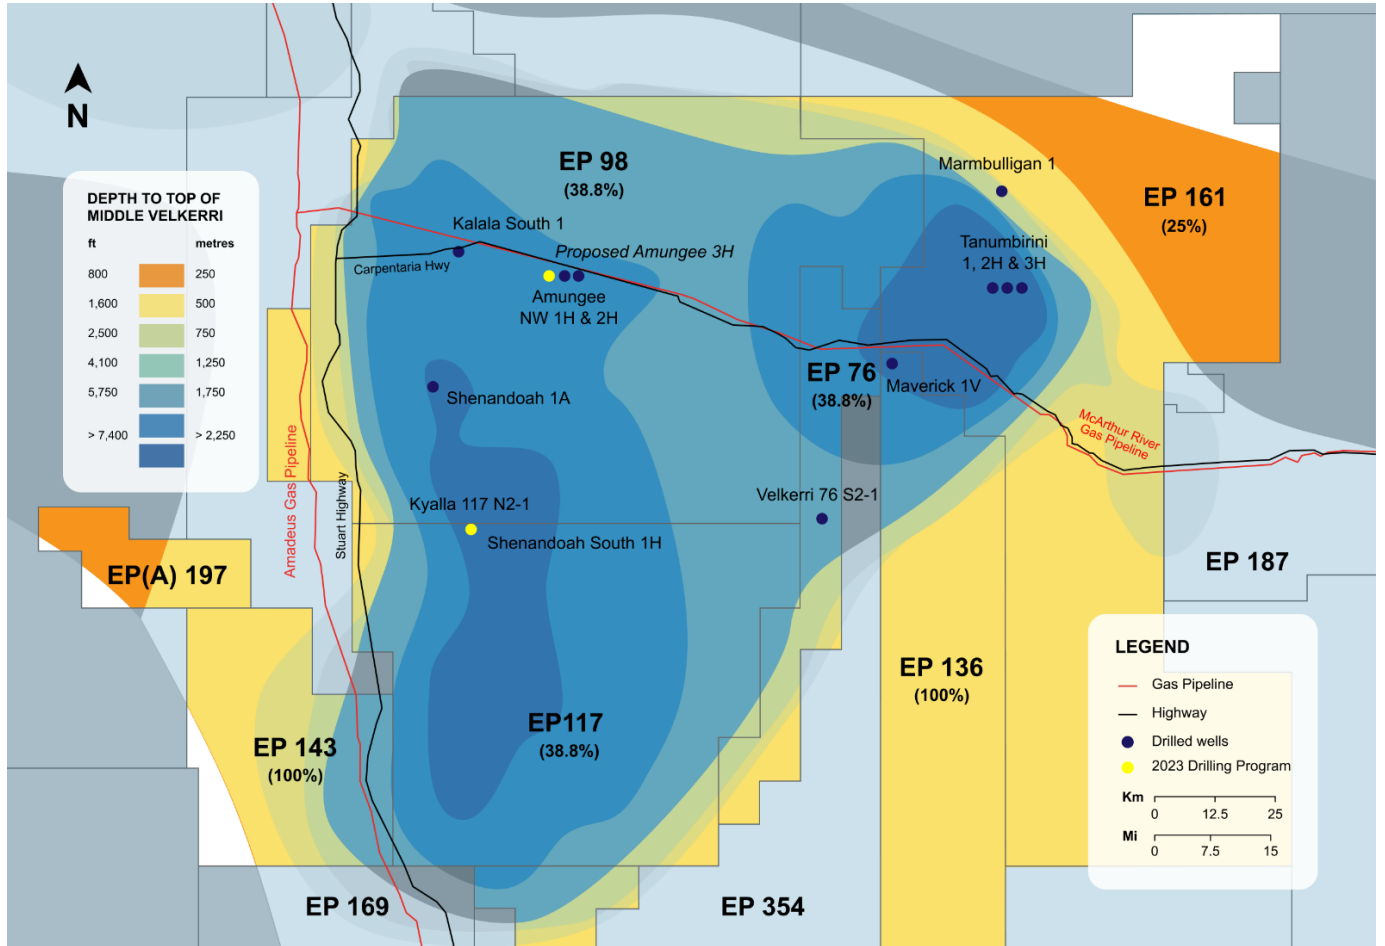 N
DEPTH TO TOP OF
MIDDLE VELKERRI
ft metres
800 250
1,600 500
2,500 750
4,100 1,250
5,750 1,750
> 7,400 > 2,250
EP 98
(38.8%)
Marmbulligan 1
EP 161
(25%)
Kalala South 1
Carpentaria Hwy
Proposed Amungee 3H
Amungee
NW 1H & 2H
Tanumbirini
1, 2H & 3H
EP 76
(38.8%)
Maverick 1V
Shenandoah 1A
McArthur River
Gas Pipeline
Amadeus Gas Pipeline
Stuart Highway
Kyalla 117 N2-1
Shenandoah South 1H
Velkerri 76 S2-1
EP(A) 197
EP 187
EP 143
(100%)
EP117
(38.8%)
EP 136
(100%)
EP 169
EP 354
LEGEND
Gas Pipeline
Highway
Drilled wells
2023 Drilling Program
Km
0 12.5 25
Mi
0 7.5 15